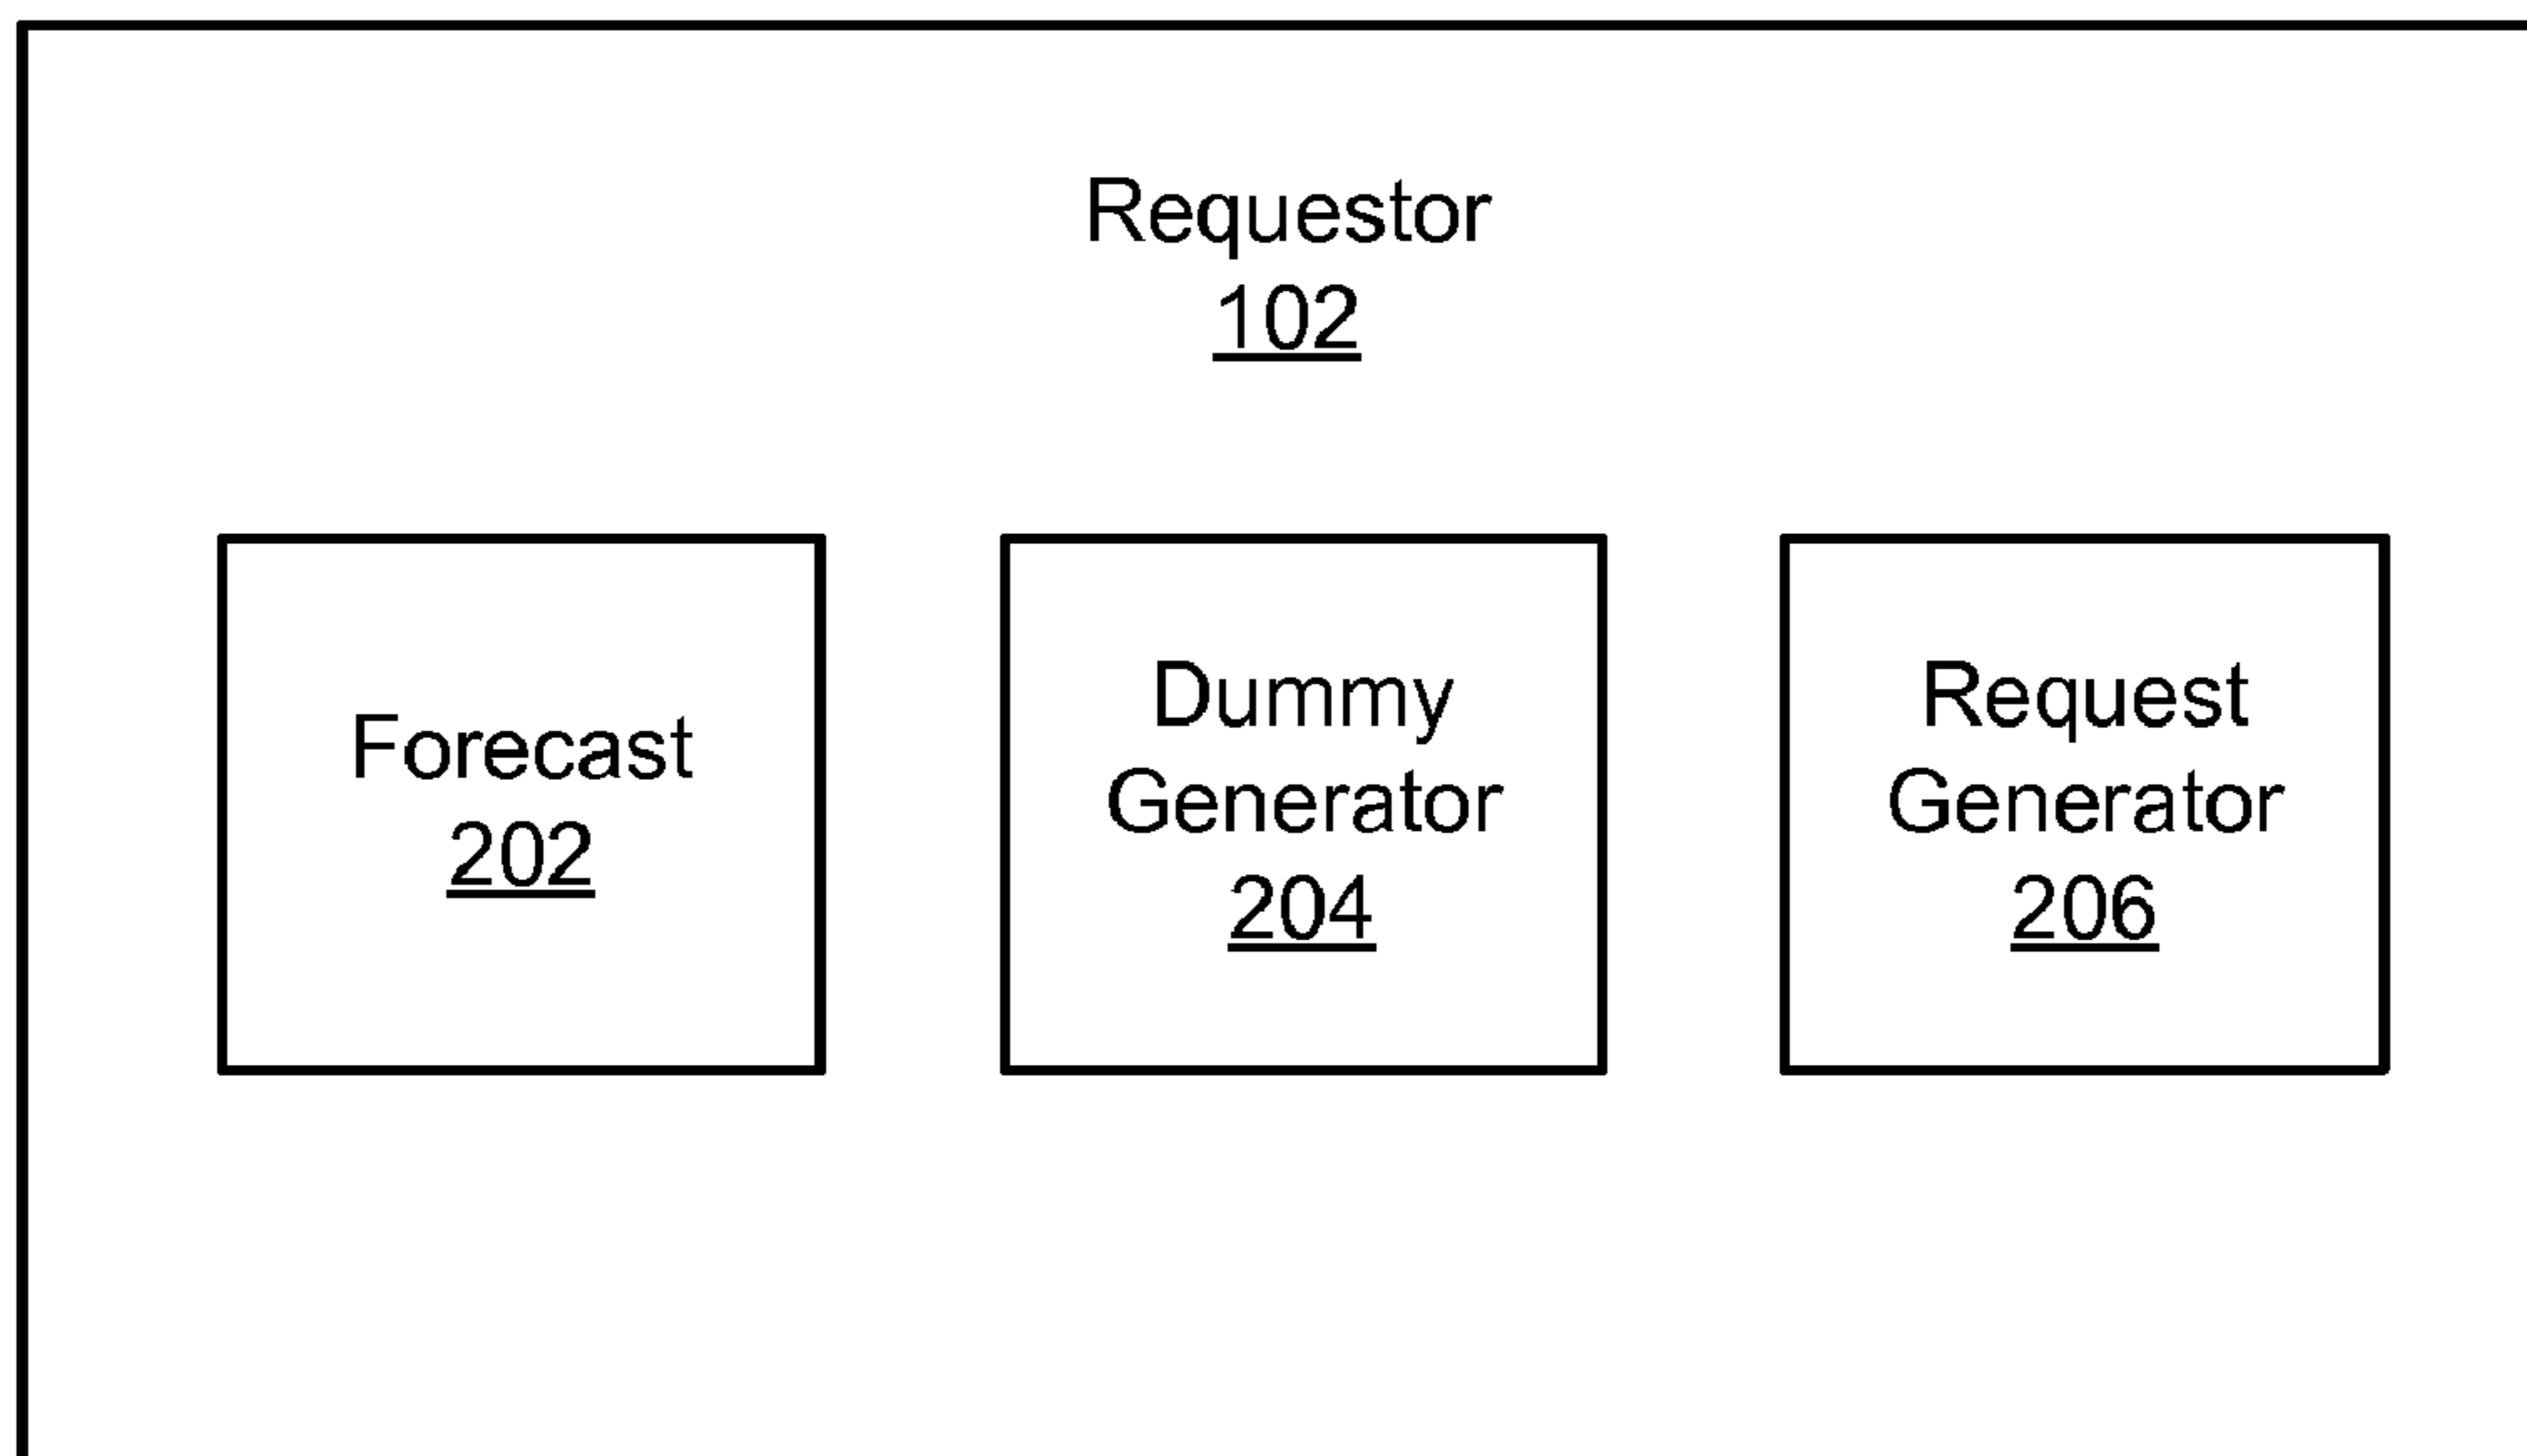 Requestor
102
Forecast
202
Dummy
Generator
204
Request
Generator
206